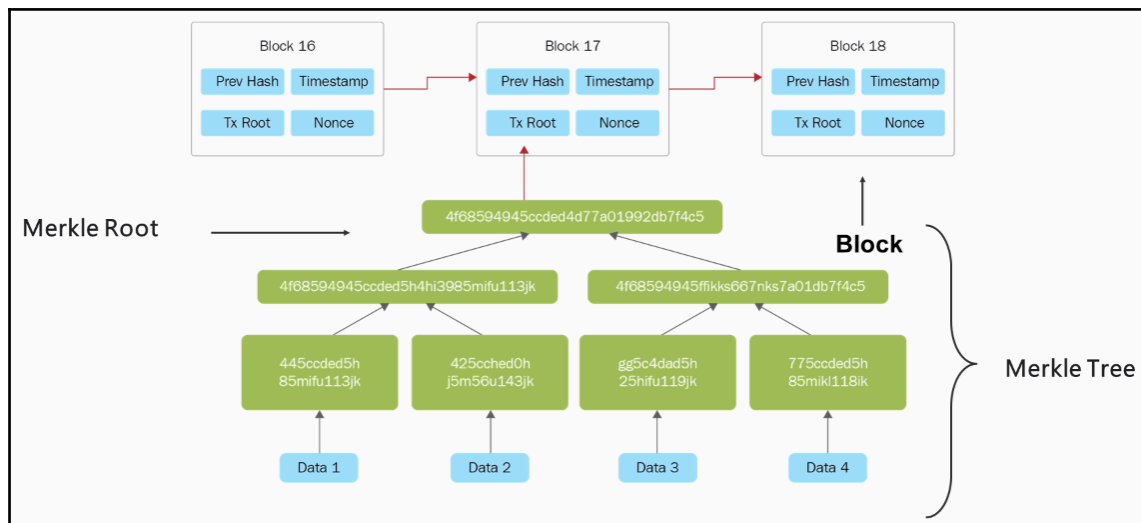 Block 16
Block 17
Block 18
Prev Hash
Timestamp
Prev Hash
Timestamp
Prev Hash
Timestamp
Tx Root
Nonce
Tx Root
Nonce
Tx Root
Nonce
Merkle Root
4f68594945ccded4d77a01992db7f4c5
Block
4f68594945ccded5h4hi3985mifu113jk
4f68594945ffikks667nks7a01db7f4c5
445ccded5h
85mifu113jk
425cched0h
j5m56u143jk
gg5c4dad5h
25hifu119jk
775ccded5h
85mikl118ik
Merkle Tree
Data 1
Data 2
Data 3
Data 4